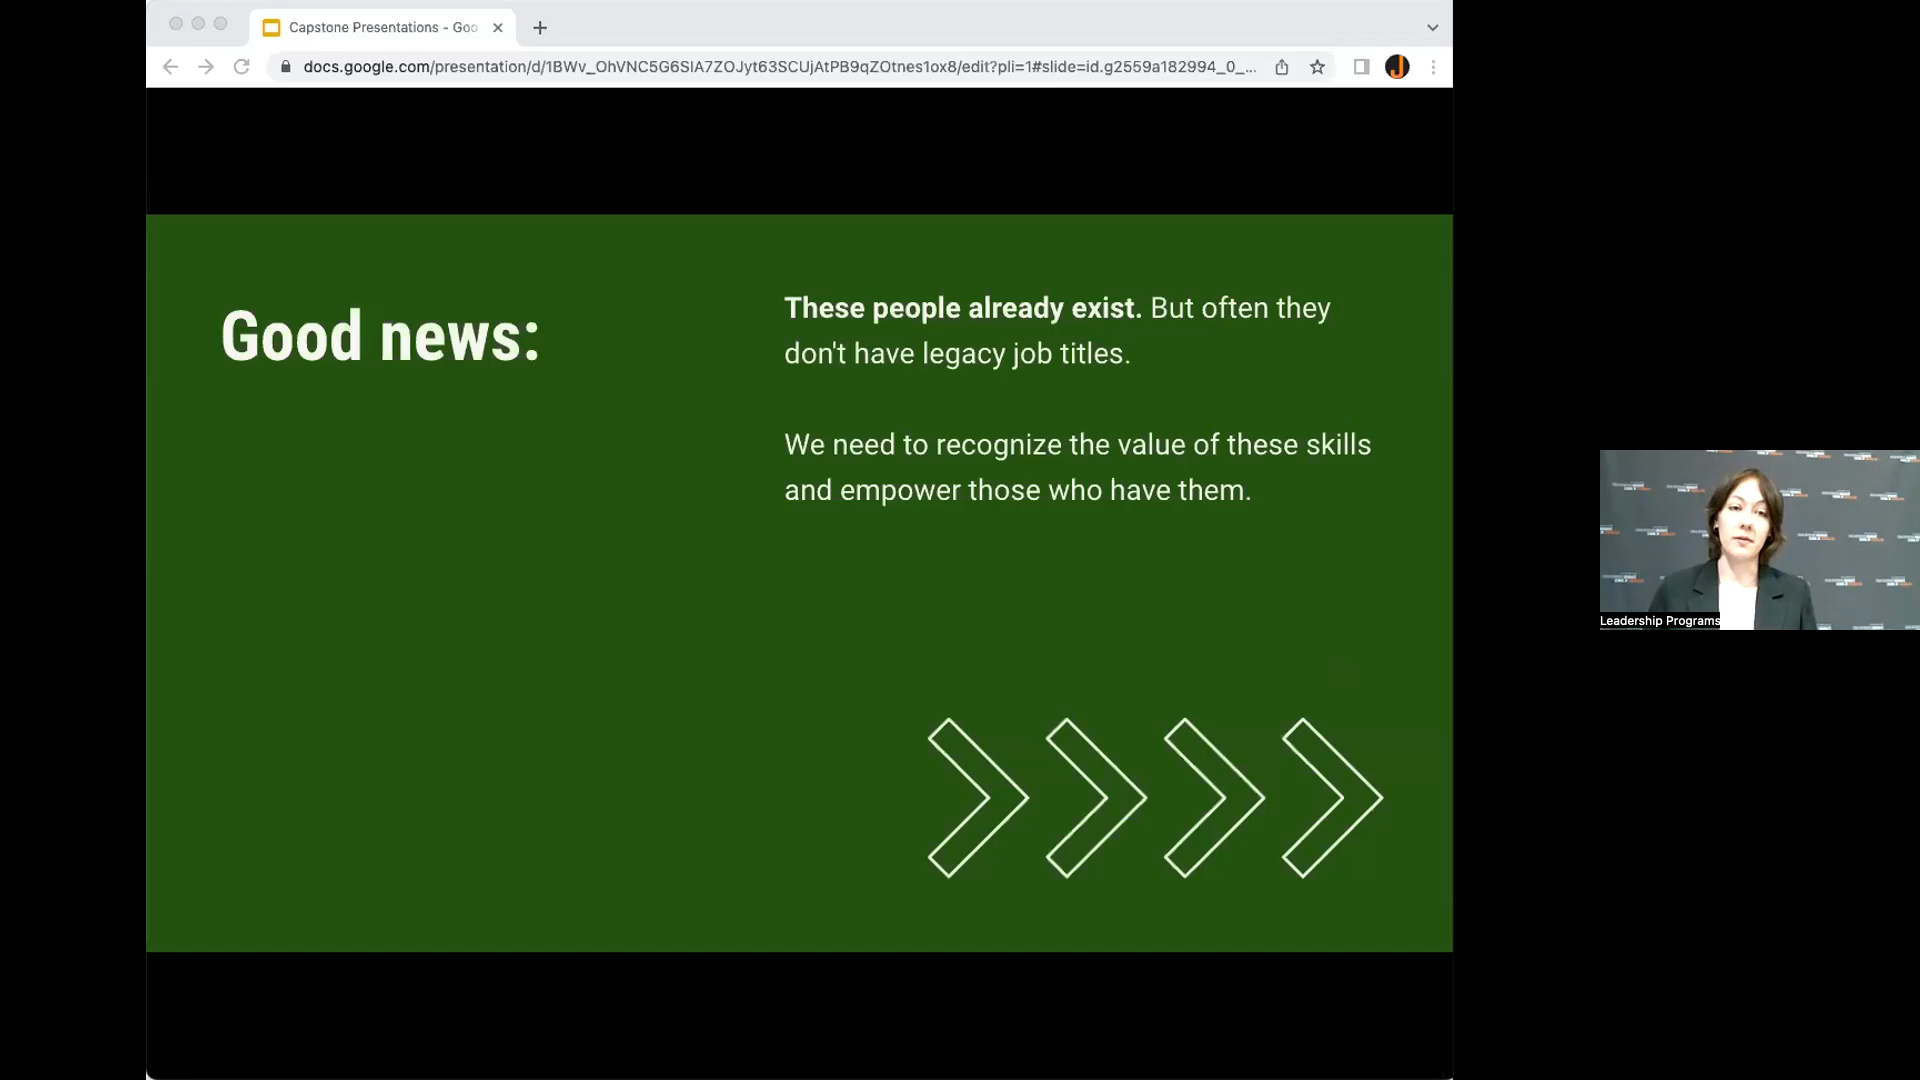 Capstone Presentations - Goo
docs.google.com/presentation/d/1BWv_OhVNC5G6SlA7ZOJyt63SCUjAtPB9qZOtnes1ox8/edit?pli=1#slide=id.g2559a182994_0_...
Good news:
These people already exist. But often they
don't have legacy job titles.
We need to recognize the value of these skills
and empower those who have them.
Leadership Programs